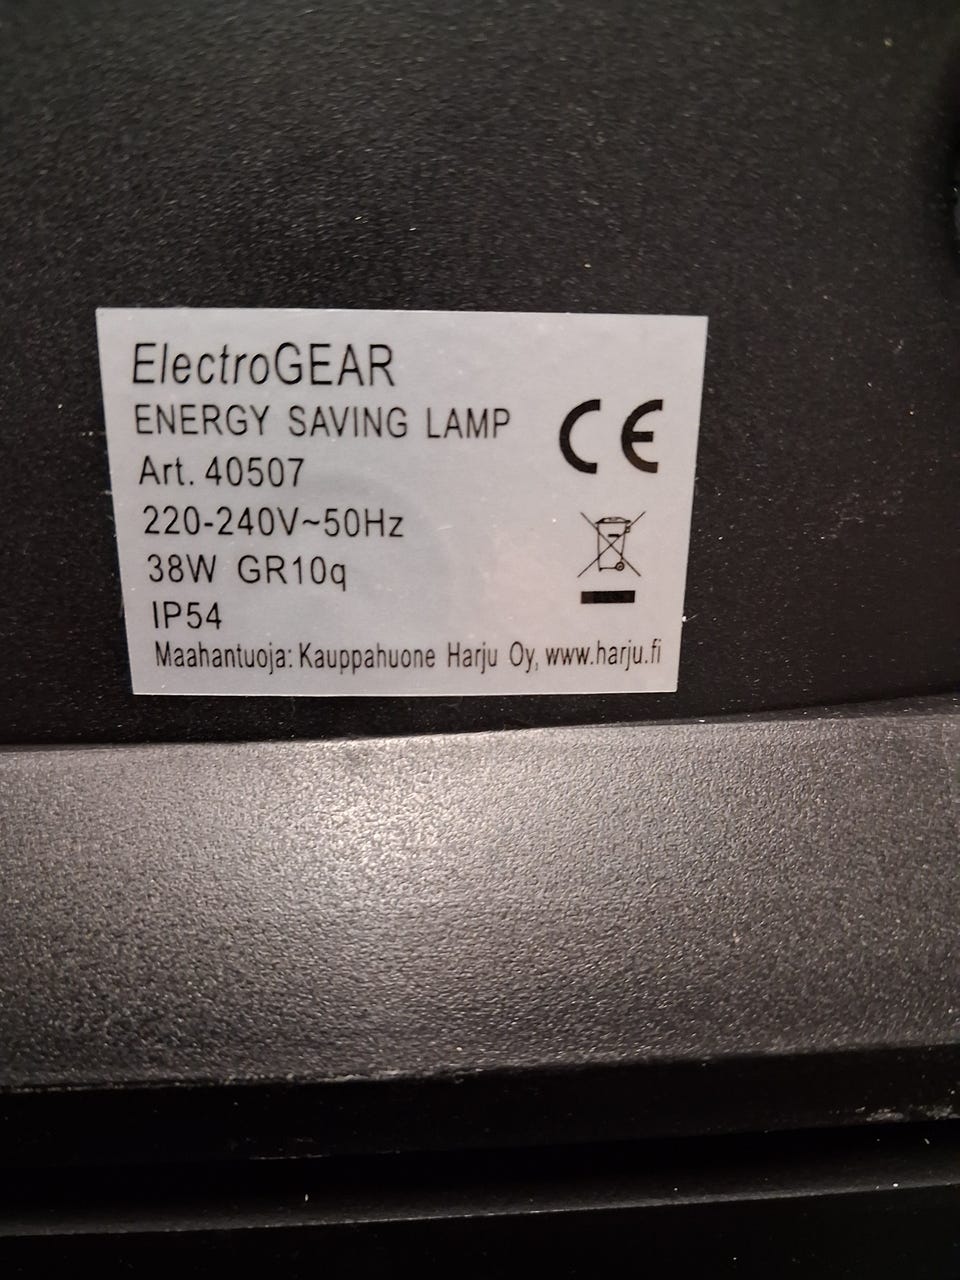 ElectroGEAR
ENERGY SAVING LAMP
CE
Art. 40507
220-240V~50Hz
38W GR10q
IP54
Maahantuoja: Kauppahuone Harju Oy, www.harju.fi